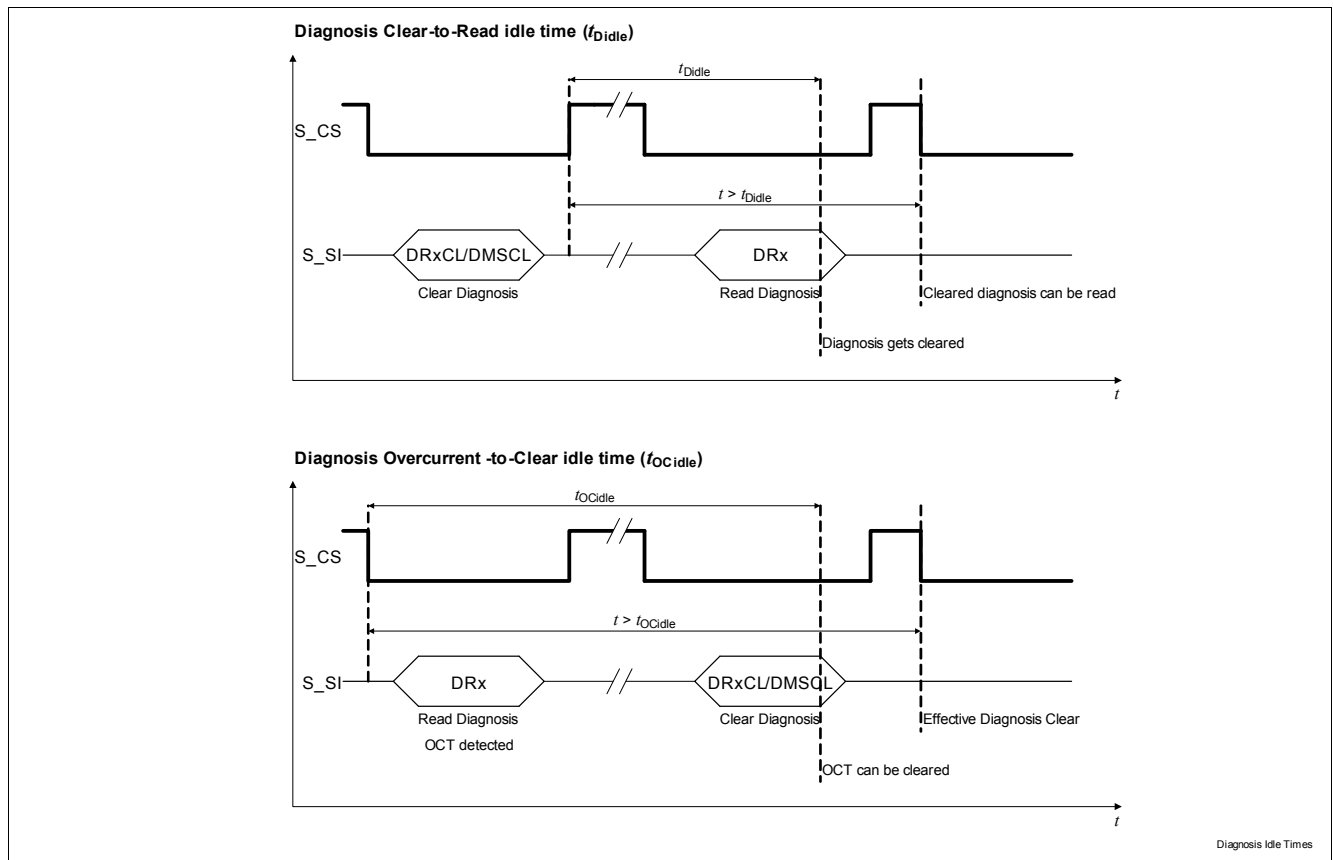 Diagnosis Clear-to-Read idle time (tDidle)
tDidle
S_CS
t > tDidle
S_SI
DRxCL/DMSCL
DRx
Clear Diagnosis
Read Diagnosis
Cleared diagnosis can be read
Diagnosis gets cleared
t
Diagnosis Overcurrent -to-Clear idle time (tOCidle)
tOCidle
S_CS
t > tOCidle
S_SI
DRx
DRxCL/DMSCL
Read Diagnosis
Clear Diagnosis
Effective Diagnosis Clear
OCT detected
OCT can be cleared
t
Diagnosis Idle Times